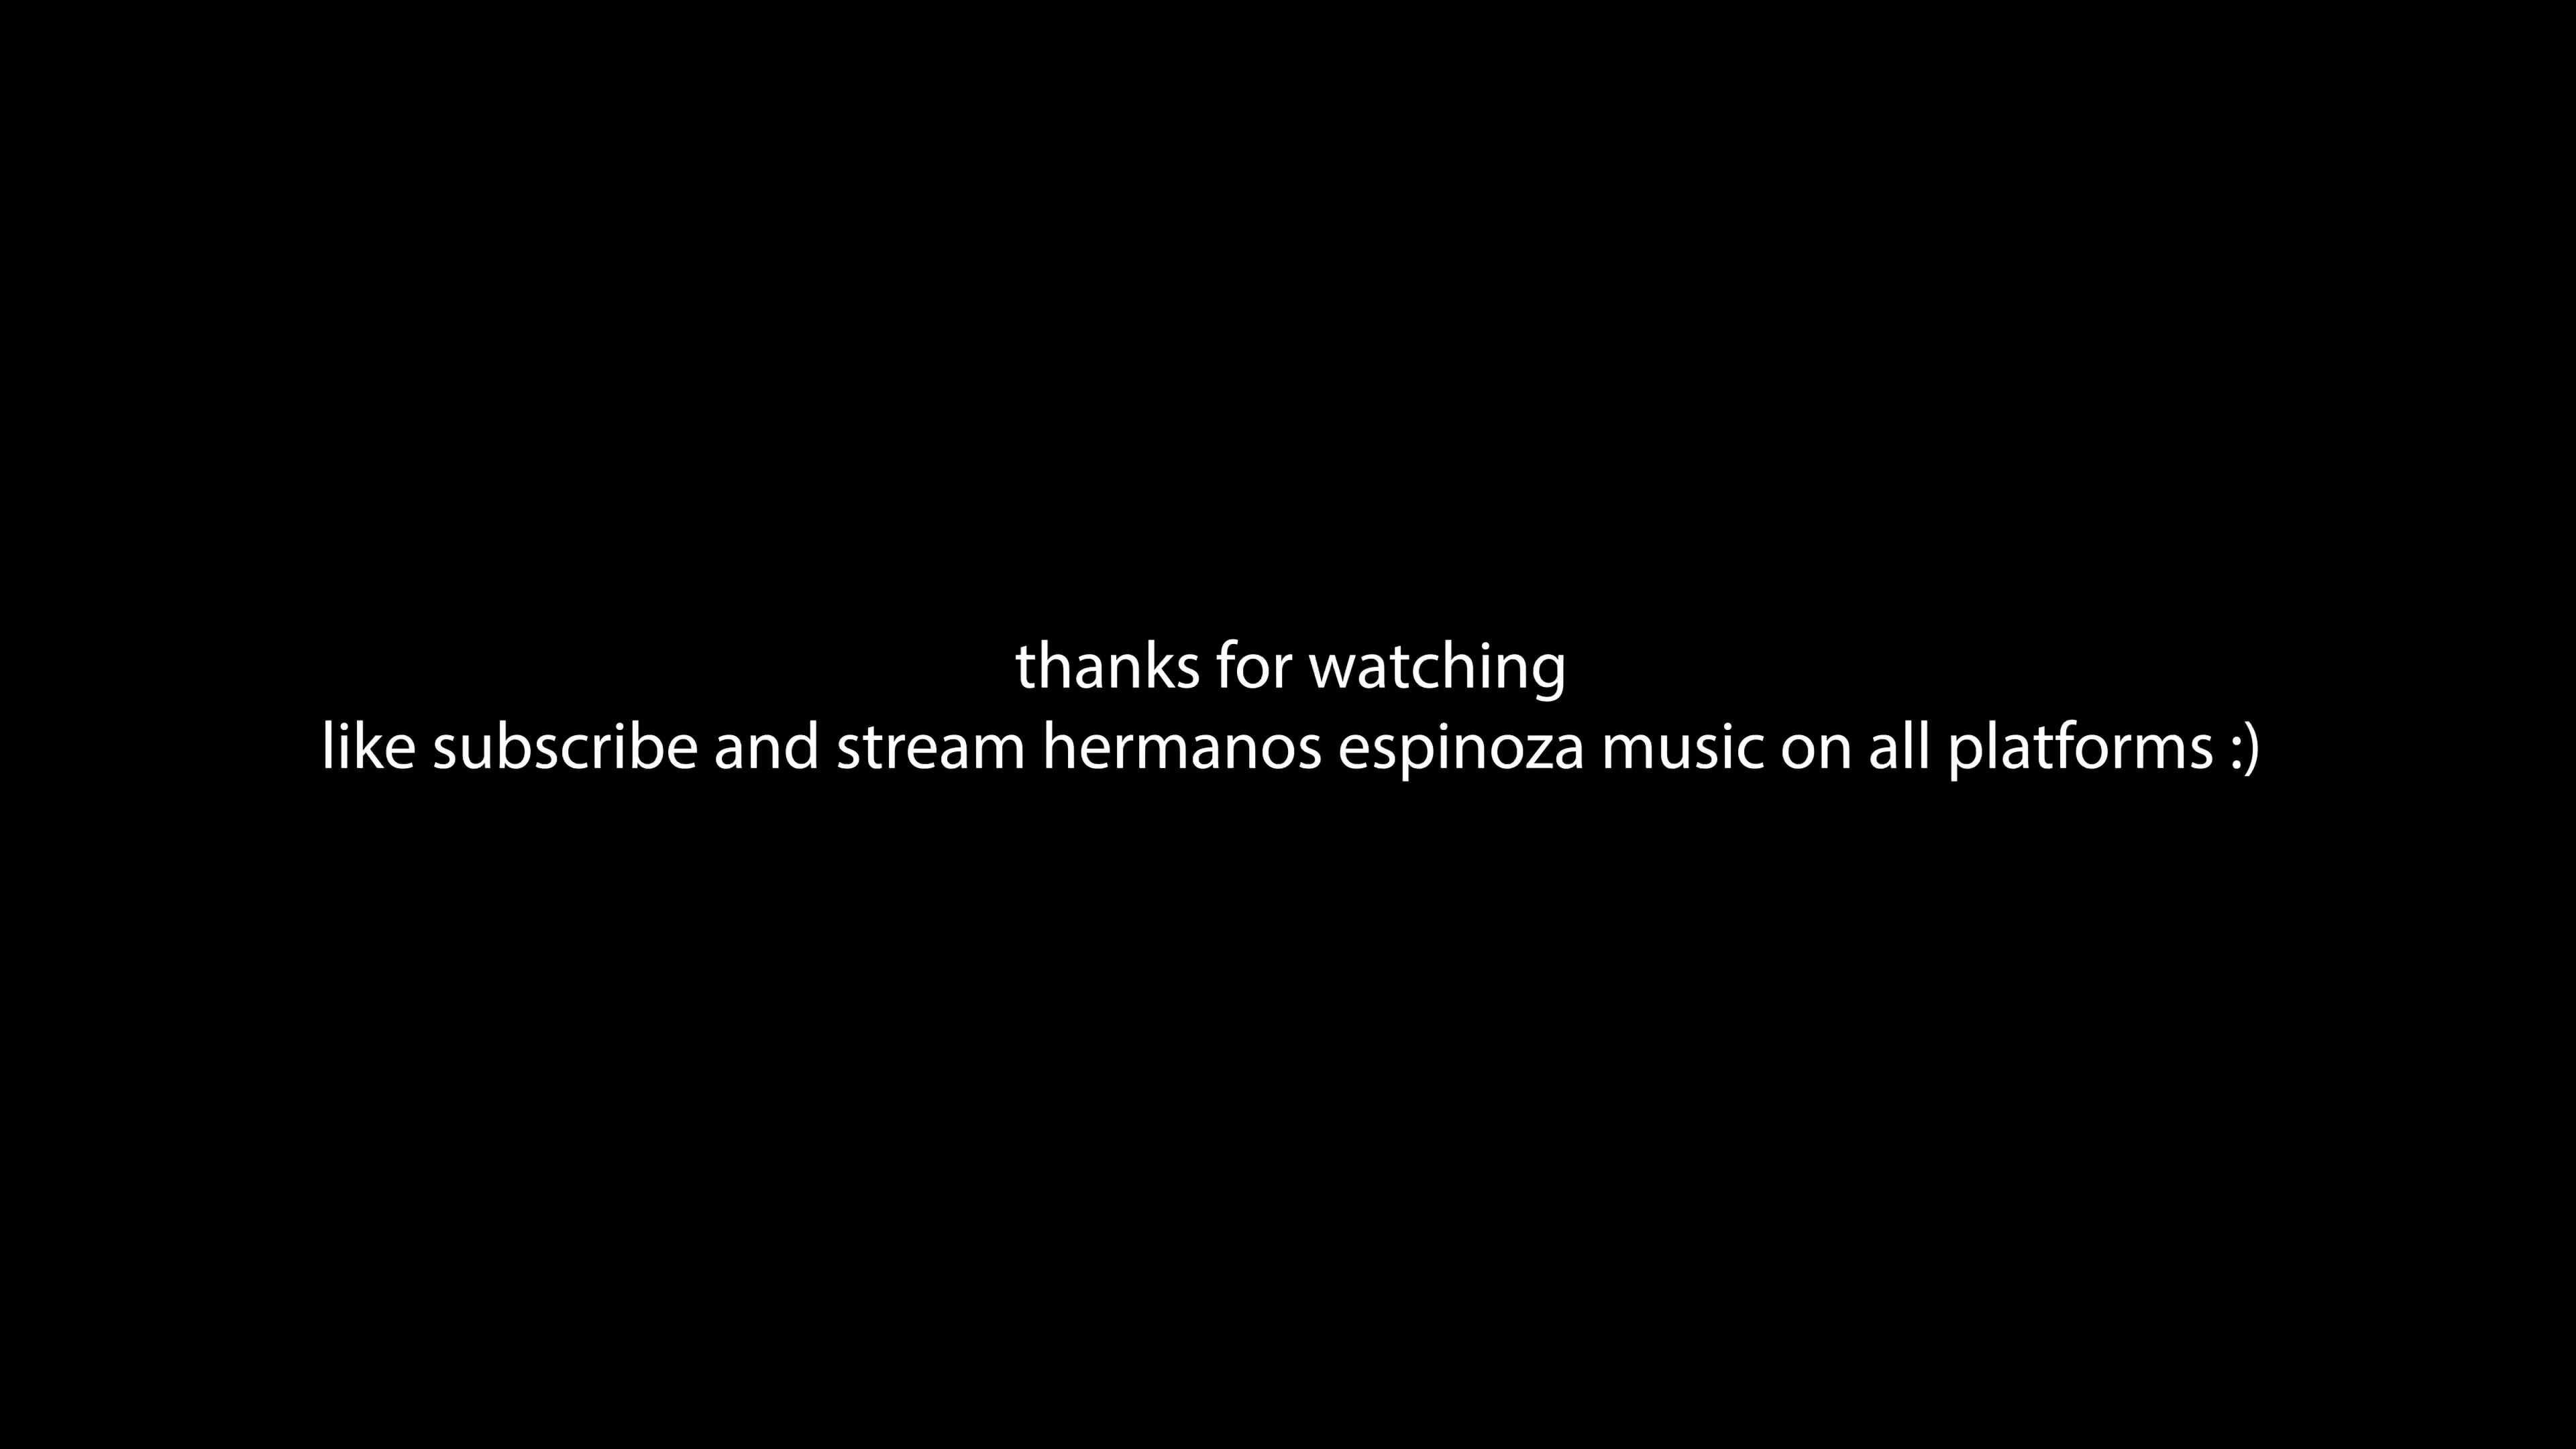 thanks for watching
like subscribe and stream hermanos espinoza music on all platforms :)